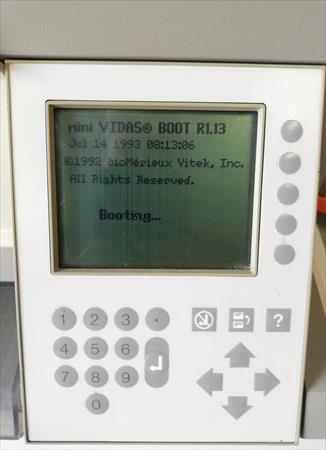 mini VIDAS® BOOT R1.13
Jul 14 1993 08:13:06
©1992 bioMérieux Vitek, Inc.
All Rights Reserved.
Booting...
1 2 3 .
4 5 6
7 8 9
0
?